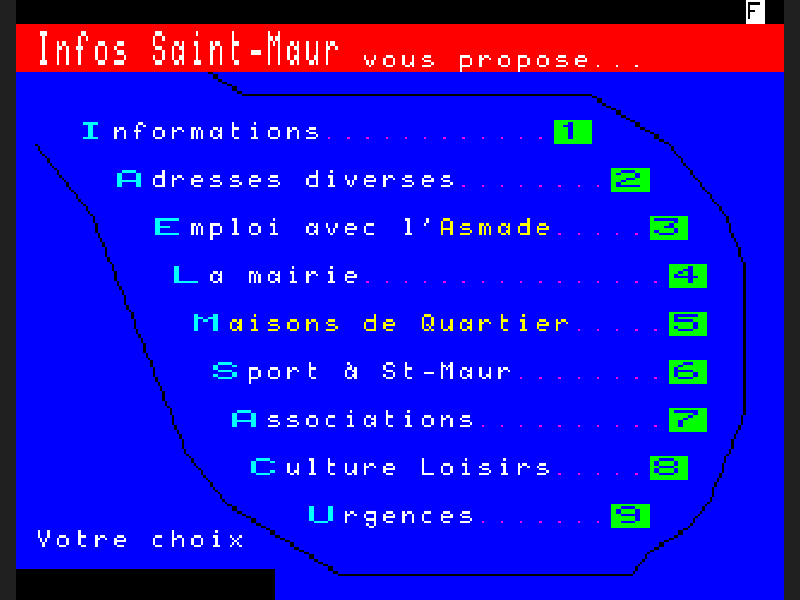 F
Infos Saint-Maur vous propose...
Informations............1
Adresses diverses........2
Emploi avec l'Asmade.....3
La mairie................4
Maisons de Quartier.....5
Sport à St-Maur........6
Associations..........7
Culture Loisirs.....8
Urgences.......9
Votre choix